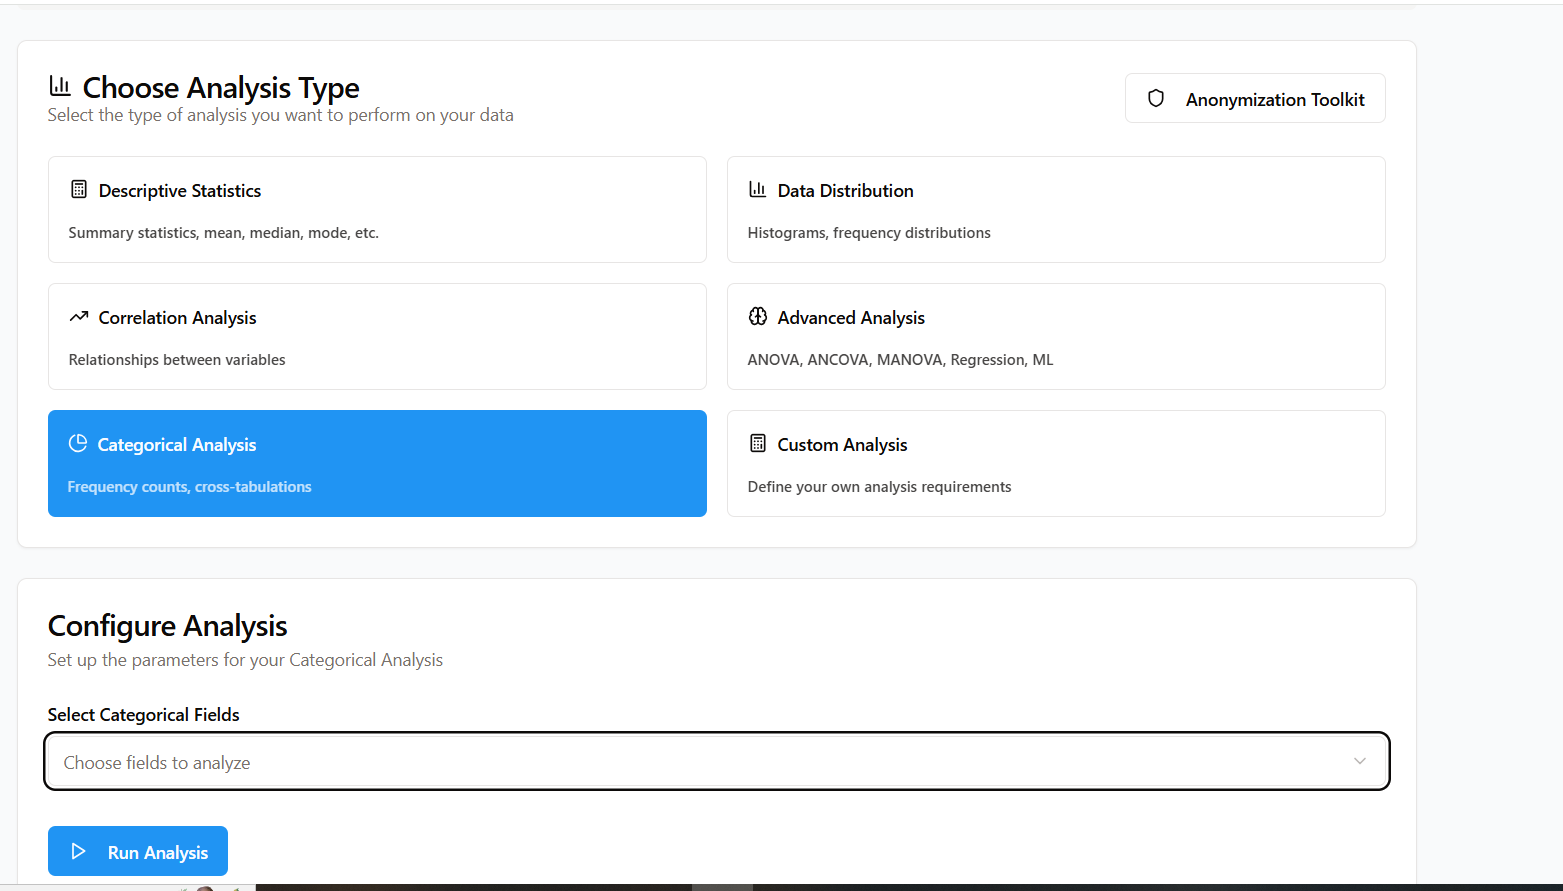 Choose Analysis Type
Select the type of analysis you want to perform on your data
Anonymization Toolkit
Descriptive Statistics
Summary statistics, mean, median, mode, etc.
Data Distribution
Histograms, frequency distributions
Correlation Analysis
Relationships between variables
Advanced Analysis
ANOVA, ANCOVA, MANOVA, Regression, ML
Categorical Analysis
Frequency counts, cross-tabulations
Custom Analysis
Define your own analysis requirements
Configure Analysis
Set up the parameters for your Categorical Analysis
Select Categorical Fields
Choose fields to analyze
Run Analysis